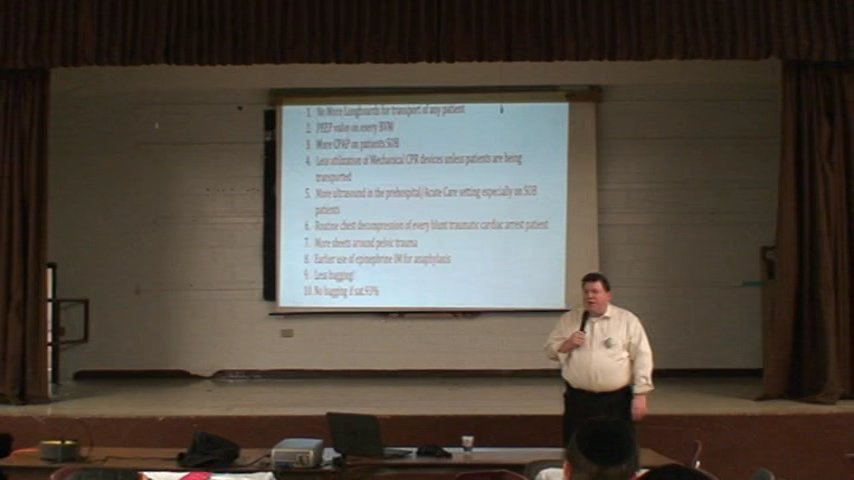 1. No More Longboards for transport of any patient
2. PEEP valve on every BVM
3. More CPAP on patients SOB
4. Less utilization of Mechanical CPR devices unless patients are being
transported
5. More ultrasound in the prehospital/Acute Care setting especially on SOB
patients
6. Routine chest decompression of every blunt traumatic cardiac arrest patient
7. More sheets around pelvic trauma
8. Earlier use of epinephrine IM for anaphylaxis
9. Less bagging!
10. No bagging if sat 93%